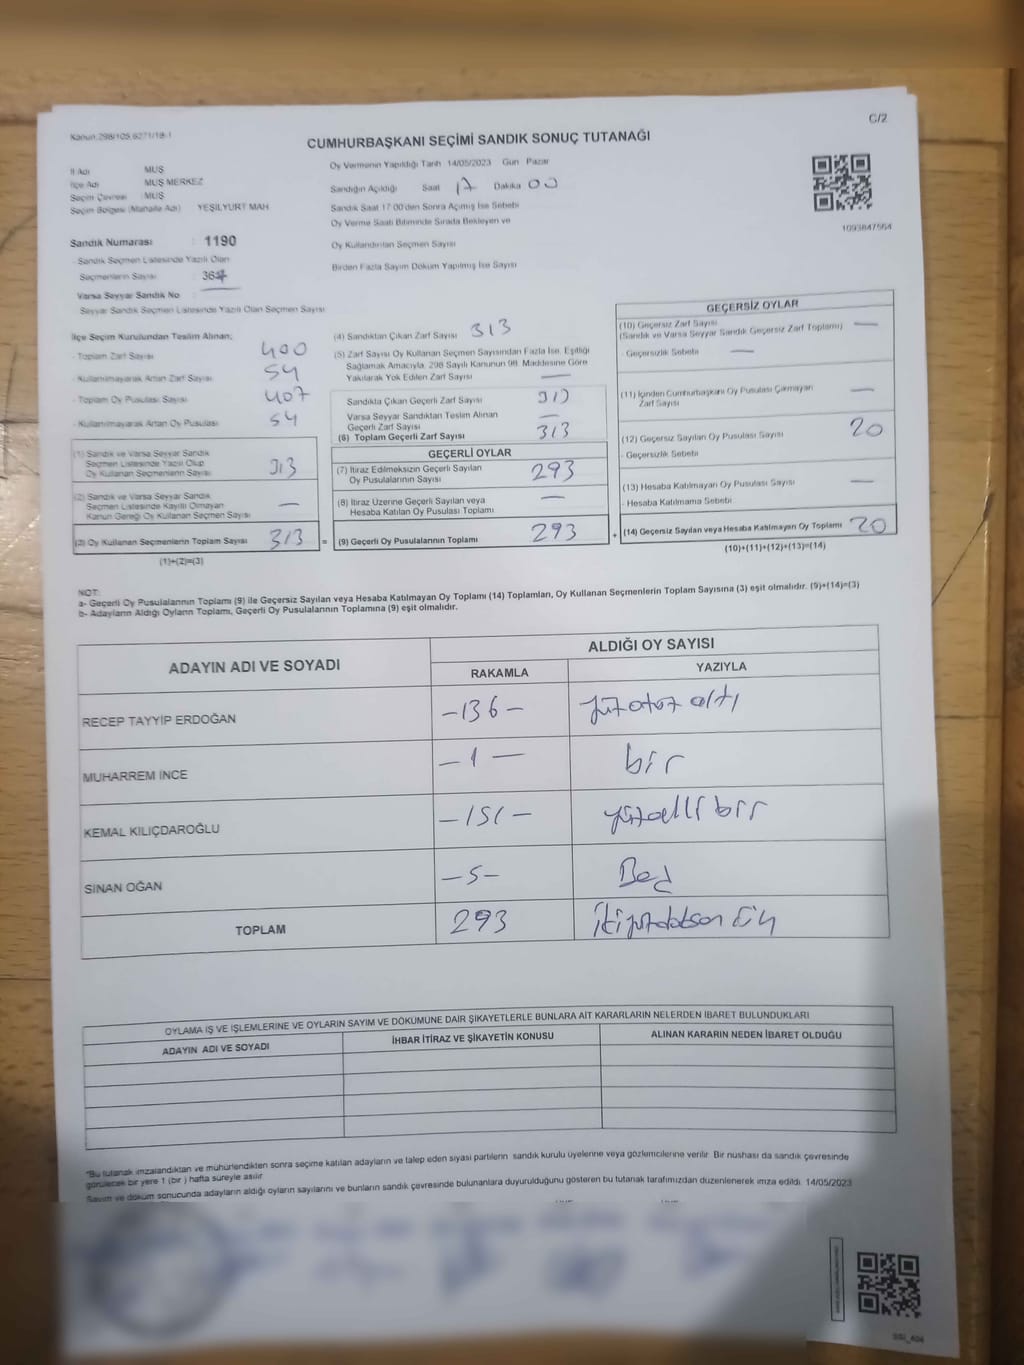 Kanun:298/105,6271/18-1
C/2
CUMHURBAŞKANI SEÇİMİ SANDIK SONUÇ TUTANAĞI
İl Adı MUŞ
İlçe Adı MUŞ MERKEZ
Seçim Çevresi : MUŞ
Seçim Bölgesi (Mahalle Adı) YEŞİLYURT MAH.
Oy Vermenin Yapıldığı Tarih 14/05/2023 Gün Pazar
Sandığın Açıldığı Saat 17 Dakika 00
Sandık Saat 17:00'den Sonra Açılmış İse Sebebi
Oy Verme Saati Bitiminde Sırada Bekleyen ve
Oy Kullandırılan Seçmen Sayısı
Birden Fazla Sayım Döküm Yapılmış İse Sayısı
1093847564
Sandık Numarası : 1190
- Sandık Seçmen Listesinde Yazılı Olan
Seçmenlerin Sayısı
Varsa Seyyar Sandık No
Seyyar Sandık Seçmen Listesinde Yazılı Olan Seçmen Sayısı
İlçe Seçim Kurulundan Teslim Alınan;
- Toplam Zarf Sayısı 400
- Kullanılmayarak Artan Zarf Sayısı 54
- Toplam Oy Pusulası Sayısı 407
- Kullanılmayarak Artan Oy Pusulası 54
(1) Sandık ve Varsa Seyyar Sandık
Seçmen Listesinde Yazılı Olup
Oy Kullanan Seçmenlerin Sayısı 313
(2) Sandık ve Varsa Seyyar Sandık
Seçmen Listesinde Kayıtlı Olmayan
Kanun Gereği Oy Kullanan Seçmen Sayısı —
(3) Oy Kullanan Seçmenlerin Toplam Sayısı 313 =
(1)+(2)=(3)
(4) Sandıktan Çıkan Zarf Sayısı 313
(5) Zarf Sayısı Oy Kullanan Seçmen Sayısından Fazla İse, Eşitliği
Sağlamak Amacıyla, 298 Sayılı Kanunun 98. Maddesine Göre
Yakılarak Yok Edilen Zarf Sayısı —
Sandıkta Çıkan Geçerli Zarf Sayısı 313
Varsa Seyyar Sandıktan Teslim Alınan
Geçerli Zarf Sayısı —
(6) Toplam Geçerli Zarf Sayısı 313
GEÇERLİ OYLAR
(7) İtiraz Edilmeksizin Geçerli Sayılan
Oy Pusulalarının Sayısı 293
(8) İtiraz Üzerine Geçerli Sayılan veya
Hesaba Katılan Oy Pusulası Toplamı —
(9) Geçerli Oy Pusulalarının Toplamı 293 +
GEÇERSİZ OYLAR
(10) Geçersiz Zarf Sayısı —
(Sandık ve Varsa Seyyar Sandık Geçersiz Zarf Toplamı)
- Geçersizlik Sebebi —
(11) İçinden Cumhurbaşkanı Oy Pusulası Çıkmayan
Zarf Sayısı —
(12) Geçersiz Sayılan Oy Pusulası Sayısı 20
- Geçersizlik Sebebi
(13) Hesaba Katılmayan Oy Pusulası Sayısı —
- Hesaba Katılmama Sebebi
(14) Geçersiz Sayılan veya Hesaba Katılmayan Oy Toplamı 20
(10)+(11)+(12)+(13)=(14)
NOT:
a- Geçerli Oy Pusulalarının Toplamı (9) ile Geçersiz Sayılan veya Hesaba Katılmayan Oy Toplamı (14) Toplamları, Oy Kullanan Seçmenlerin Toplam Sayısına (3) eşit olmalıdır. (9)+(14)=(3)
b- Adayların Aldığı Oyların Toplamı, Geçerli Oy Pusulalarının Toplamına (9) eşit olmalıdır.
ADAYIN ADI VE SOYADI ALDIĞI OY SAYISI
RAKAMLA YAZIYLA
RECEP TAYYİP ERDOĞAN -136- yüzotuz altı
MUHARREM İNCE -1- bir
KEMAL KILIÇDAROĞLU -151- yüzelli bir
SİNAN OĞAN -5- Beş
TOPLAM 293 ikiyüzdoksan üç
OYLAMA İŞ VE İŞLEMLERİNE VE OYLARIN SAYIM VE DÖKÜMÜNE DAİR ŞİKAYETLERLE BUNLARA AİT KARARLARIN NELERDEN İBARET BULUNDUKLARI
ADAYIN ADI VE SOYADI İHBAR İTİRAZ VE ŞİKAYETİN KONUSU ALINAN KARARIN NEDEN İBARET OLDUĞU
*Bu tutanak imzalandıktan ve mühürlendikten sonra seçime katılan adayların ve talep eden siyasi partilerin sandık kurulu üyelerine veya gözlemcilerine verilir. Bir nüshası da sandık çevresinde
görülecek bir yere 1 (bir ) hafta süreyle asılır.
Sayım ve döküm sonucunda adayların aldığı oyların sayılarını ve bunların sandık çevresinde bulunanlara duyurulduğunu gösteren bu tutanak tarafımızdan düzenlenerek imza edildi. 14/05/2023